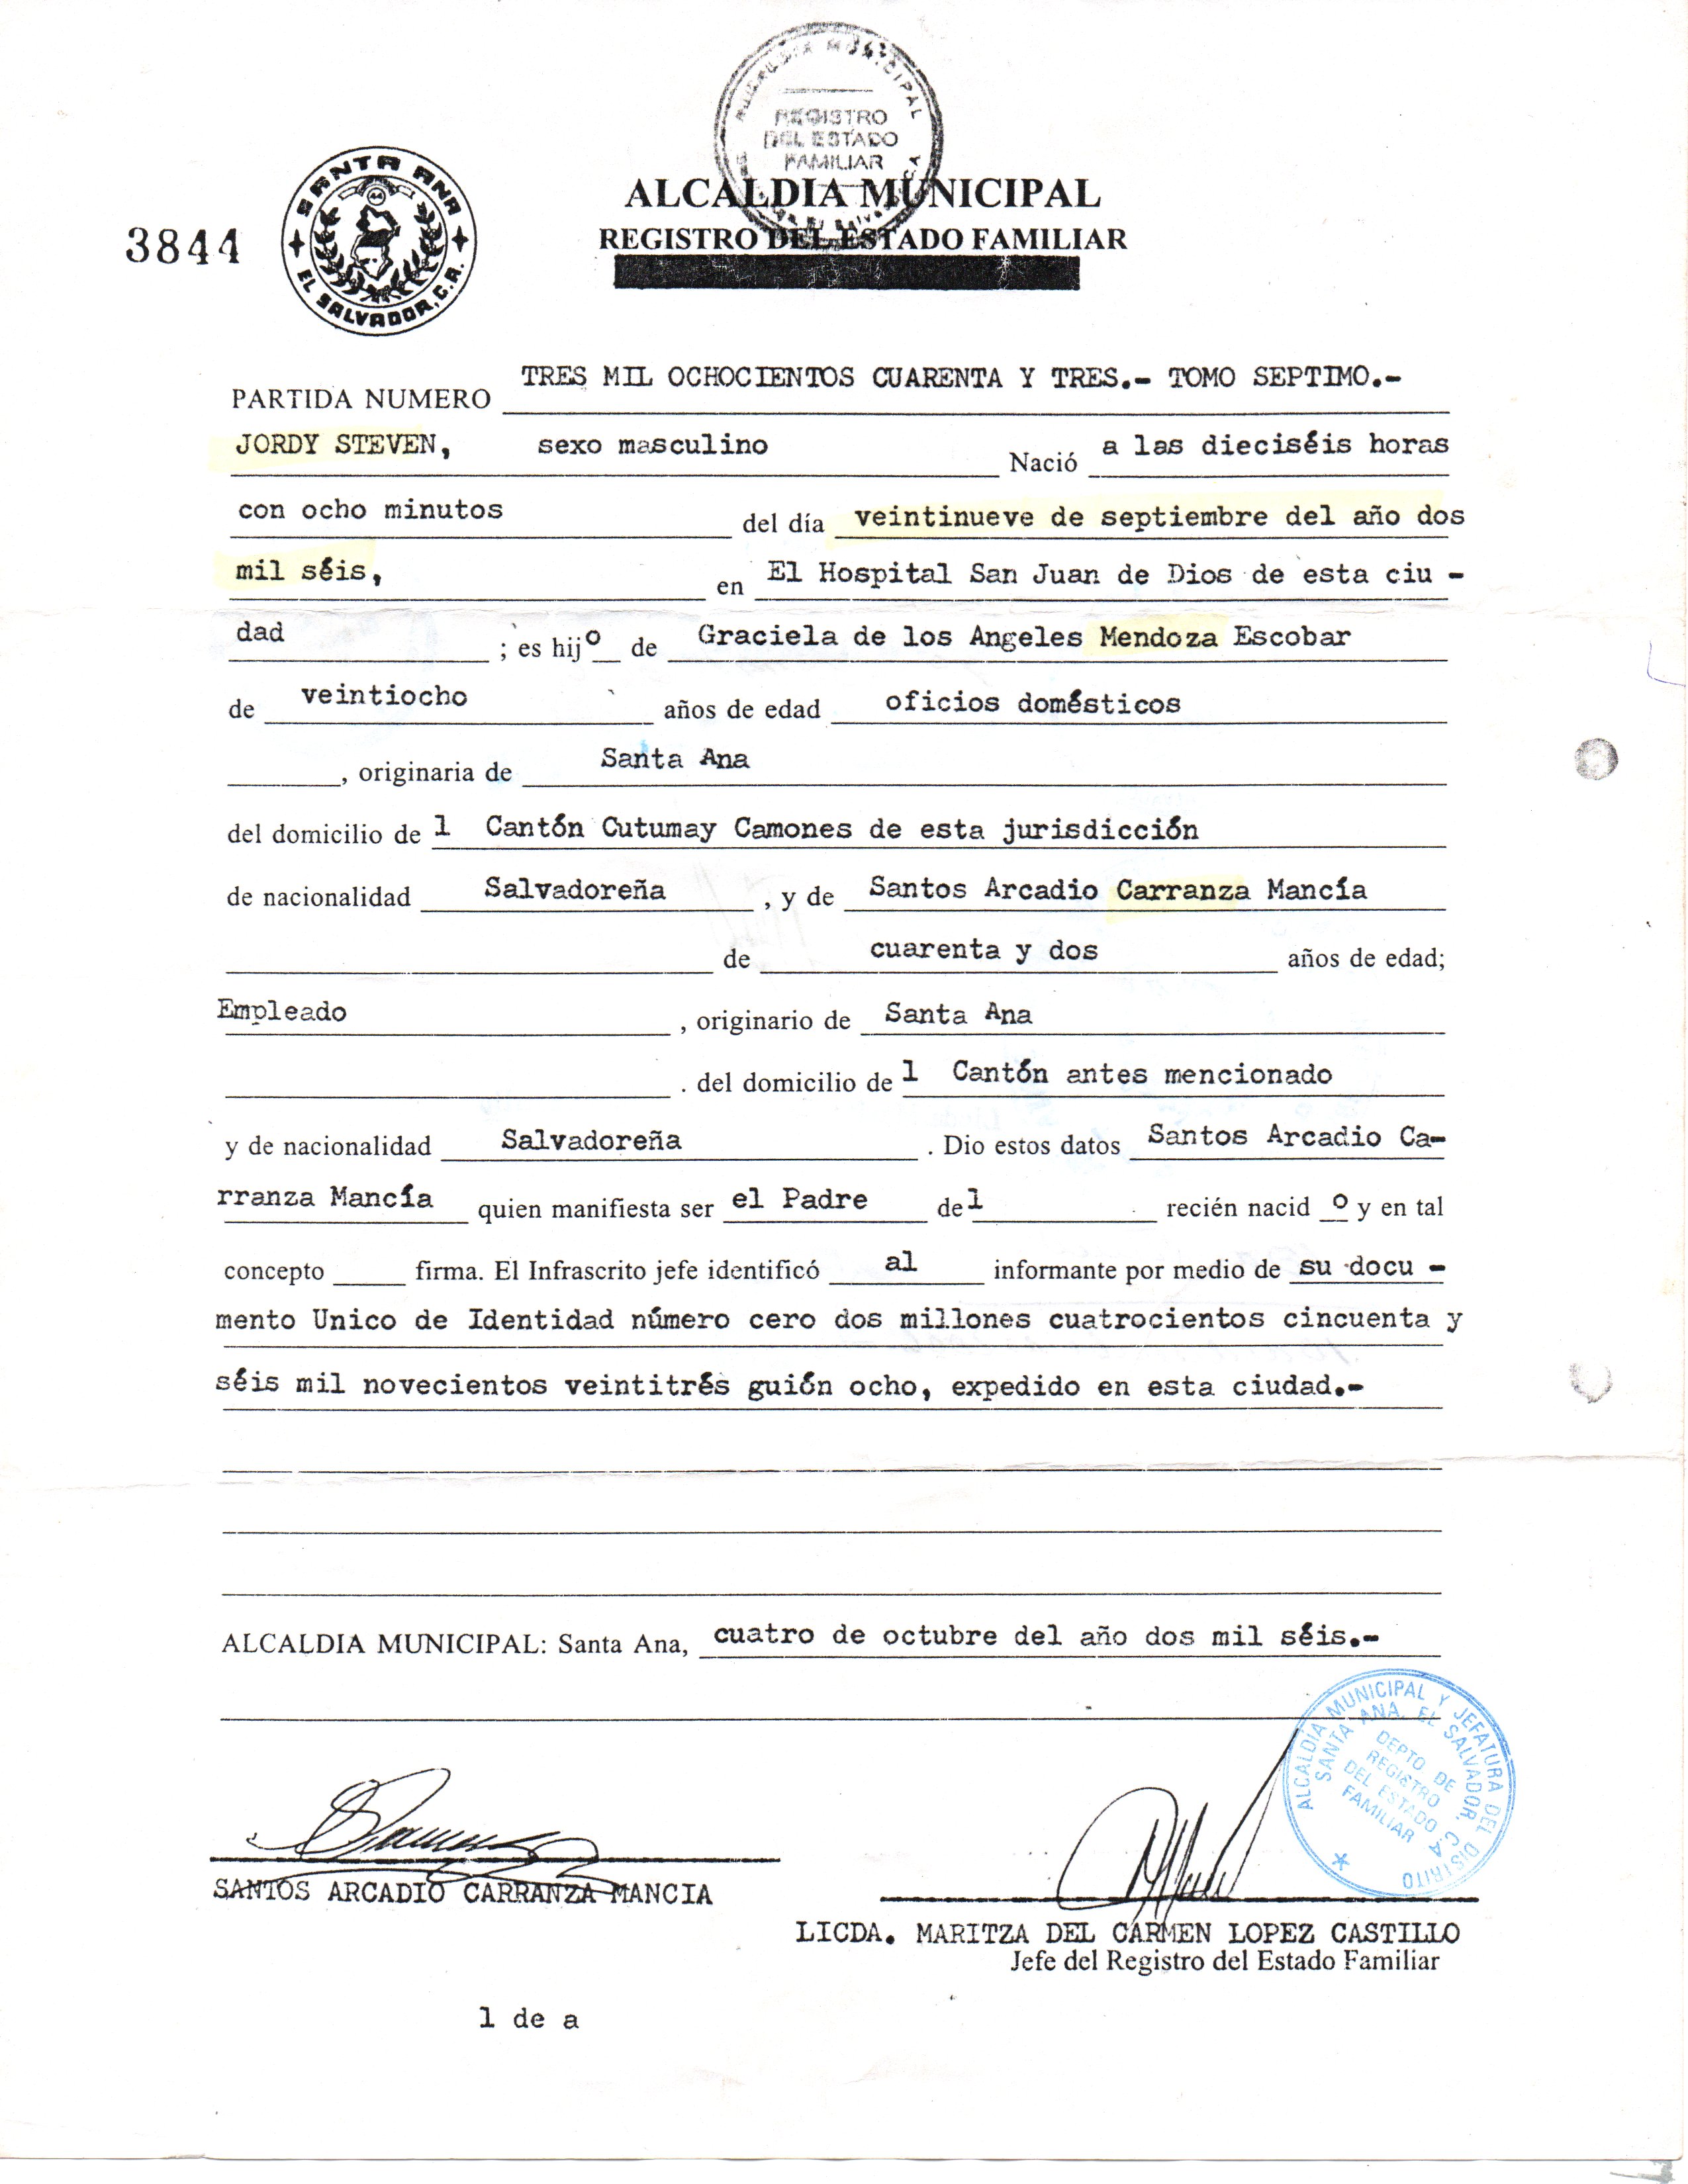 ALCALDIA MUNICIPAL
REGISTRO
DEL ESTADO
FAMILIAR
SANTA ANA
44
EL SALVADOR, C.A.
3844
ALCALDIA MUNICIPAL
REGISTRO DEL ESTADO FAMILIAR
PARTIDA NUMERO TRES MIL OCHOCIENTOS CUARENTA Y TRES.- TOMO SEPTIMO.-
JORDY STEVEN, sexo masculino Nació a las dieciséis horas
con ocho minutos del día veintinueve de septiembre del año dos
mil séis, en El Hospital San Juan de Dios de esta ciu -
dad ; es hijo de Graciela de los Angeles Mendoza Escobar
de veintiocho años de edad oficios domésticos
, originaria de Santa Ana
del domicilio de l Cantón Cutumay Camones de esta jurisdicción
de nacionalidad Salvadoreña , y de Santos Arcadio Carranza Mancía
de cuarenta y dos años de edad;
Empleado , originario de Santa Ana
. del domicilio de l Cantón antes mencionado
y de nacionalidad Salvadoreña . Dio estos datos Santos Arcadio Ca-
rranza Mancía quien manifiesta ser el Padre del recién nacid o y en tal
concepto firma. El Infrascrito jefe identificó al informante por medio de su docu -
mento Unico de Identidad número cero dos millones cuatrocientos cincuenta y
séis mil novecientos veintitrés guión ocho, expedido en esta ciudad.-
ALCALDIA MUNICIPAL: Santa Ana, cuatro de octubre del año dos mil séis.-
ALCALDIA MUNICIPAL Y JEFATURA DEL DISTRITO
SANTA ANA, EL SALVADOR, C. A.
DEPTO DE
REGISTRO
DEL ESTADO
FAMILIAR
SANTOS ARCADIO CARRANZA MANCIA
LICDA. MARITZA DEL CARMEN LOPEZ CASTILLO
Jefe del Registro del Estado Familiar
l de a